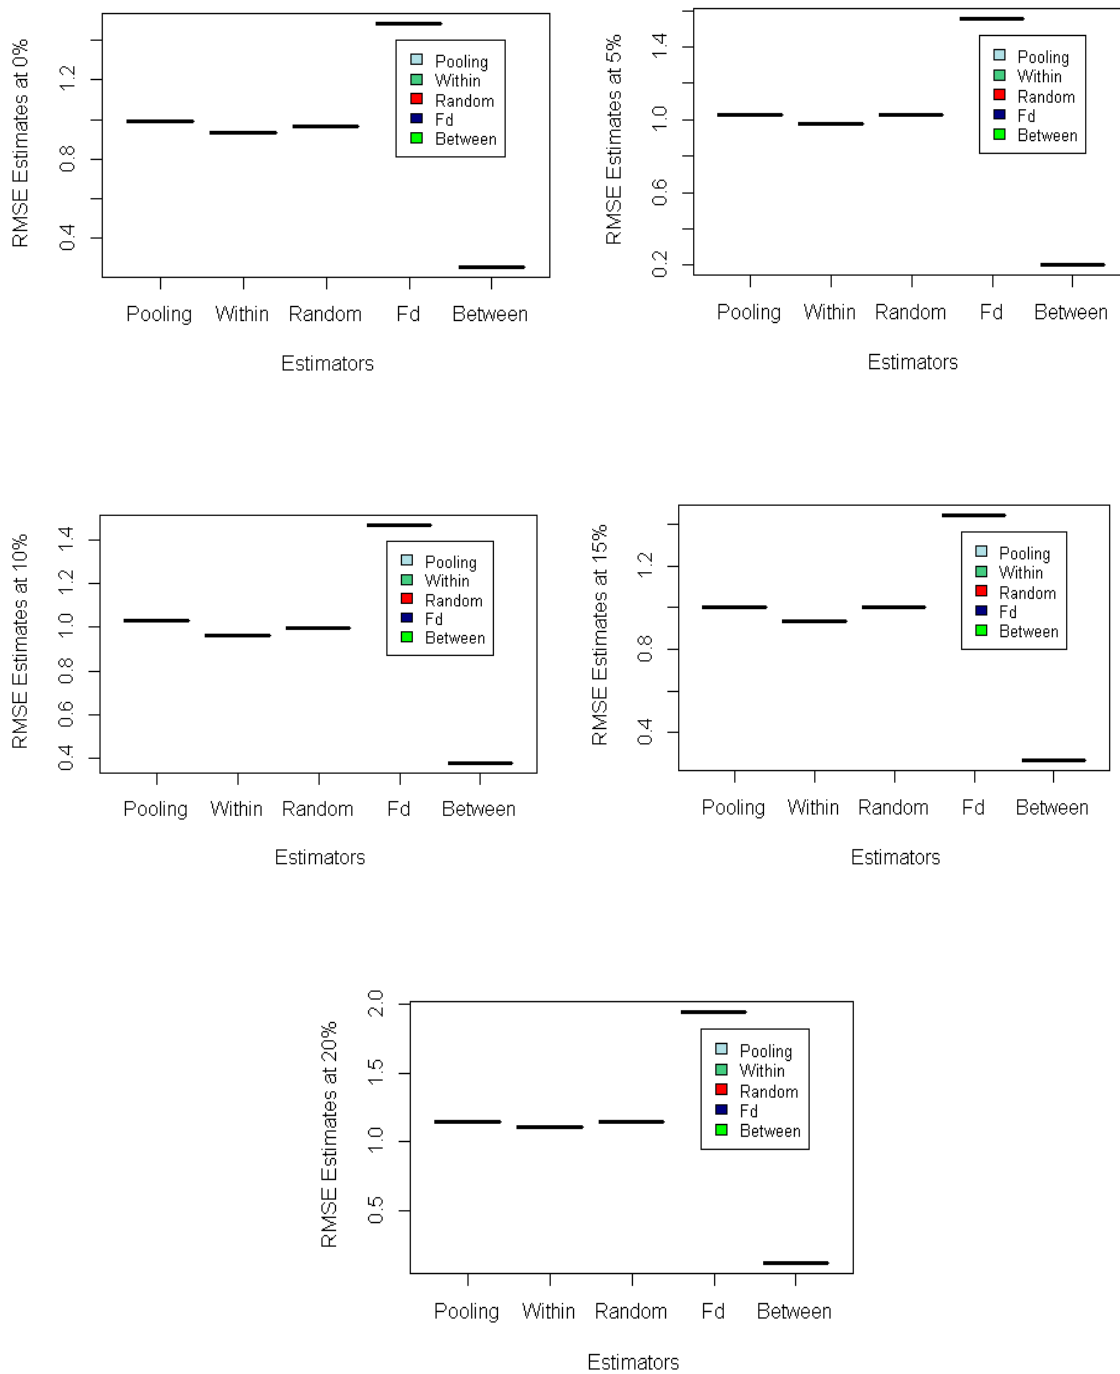 RMSE Estimates at 0%
1.2
0.8
0.4
Pooling
Within
Random
Fd
Between
Pooling Within Random Fd Between
Estimators
RMSE Estimates at 5%
1.4
1.0
0.6
0.2
Pooling
Within
Random
Fd
Between
Pooling Within Random Fd Between
Estimators
RMSE Estimates at 10%
1.4
1.2
1.0
0.8
0.6
0.4
Pooling
Within
Random
Fd
Between
Pooling Within Random Fd Between
Estimators
RMSE Estimates at 15%
1.2
0.8
0.4
Pooling
Within
Random
Fd
Between
Pooling Within Random Fd Between
Estimators
RMSE Estimates at 20%
2.0
1.5
1.0
0.5
Pooling
Within
Random
Fd
Between
Pooling Within Random Fd Between
Estimators